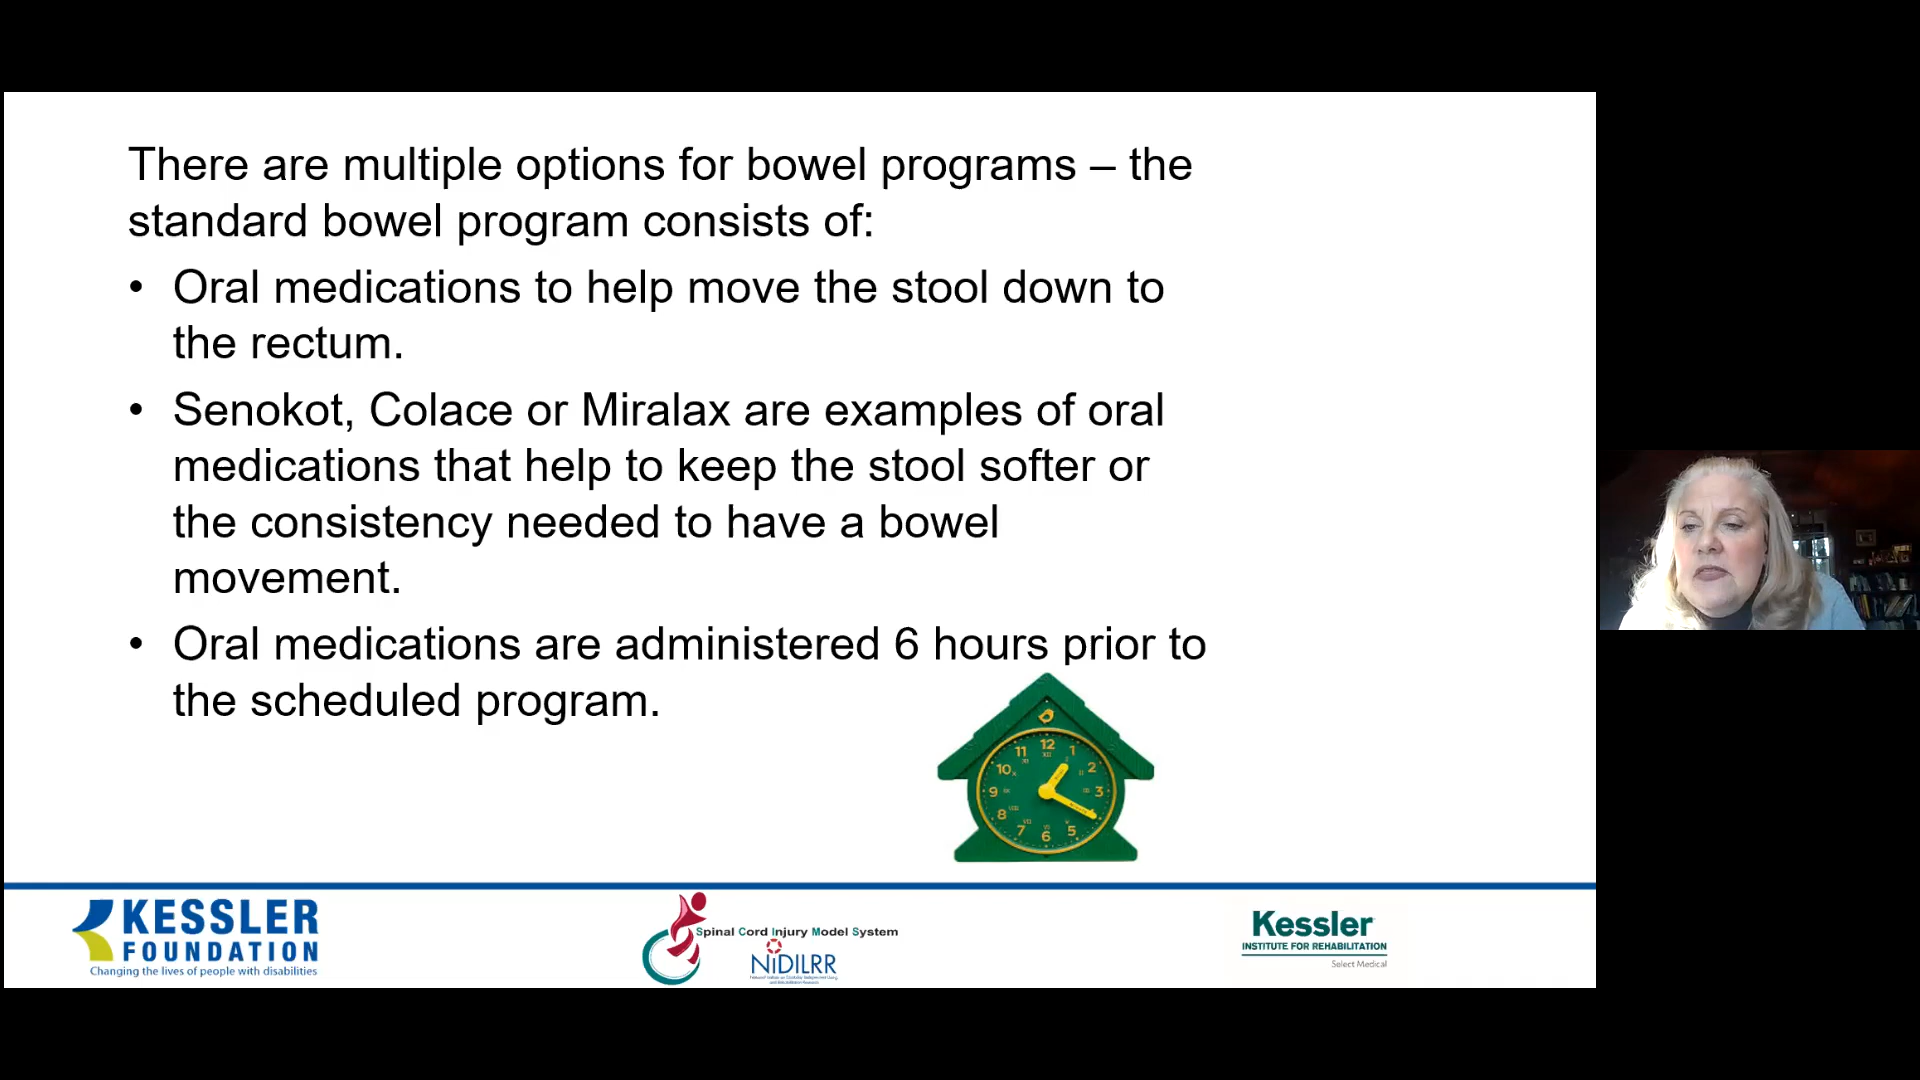 There are multiple options for bowel programs – the
standard bowel program consists of:
• Oral medications to help move the stool down to
the rectum.
• Senokot, Colace or Miralax are examples of oral
medications that help to keep the stool softer or
the consistency needed to have a bowel
movement.
• Oral medications are administered 6 hours prior to
the scheduled program.
12
11
1
10
2
9
3
8
7
6
5
KESSLER
FOUNDATION
Changing the lives of people with disabilities
Spinal Cord Injury Model System
NIDILRR
Kessler
INSTITUTE FOR REHABILITATION
Select Medical